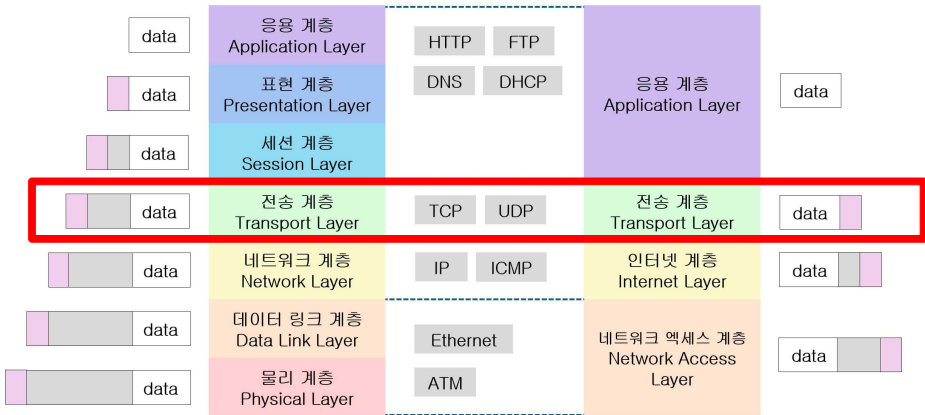 data
응용 계층
Application Layer
HTTP
FTP
data
표현 계층
Presentation Layer
DNS
DHCP
응용 계층
Application Layer
data
data
세션 계층
Session Layer
data
전송 계층
Transport Layer
TCP
UDP
전송 계층
Transport Layer
data
data
네트워크 계층
Network Layer
IP
ICMP
인터넷 계층
Internet Layer
data
data
데이터 링크 계층
Data Link Layer
Ethernet
네트워크 엑세스 계층
Network Access
Layer
data
data
물리 계층
Physical Layer
ATM